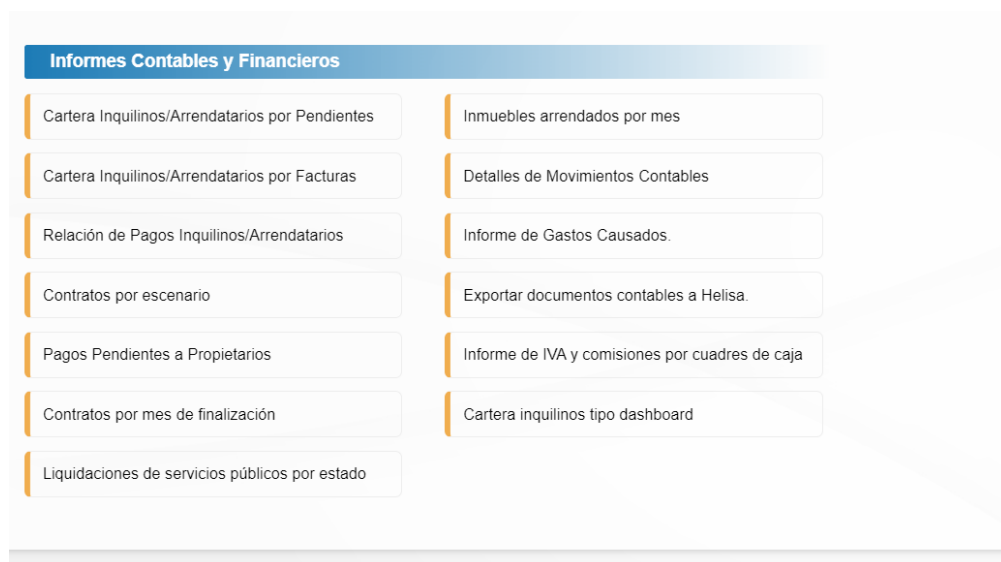 Informes Contables y Financieros
Cartera Inquilinos/Arrendatarios por Pendientes
Cartera Inquilinos/Arrendatarios por Facturas
Relación de Pagos Inquilinos/Arrendatarios
Contratos por escenario
Pagos Pendientes a Propietarios
Contratos por mes de finalización
Liquidaciones de servicios públicos por estado
Inmuebles arrendados por mes
Detalles de Movimientos Contables
Informe de Gastos Causados.
Exportar documentos contables a Helisa.
Informe de IVA y comisiones por cuadres de caja
Cartera inquilinos tipo dashboard